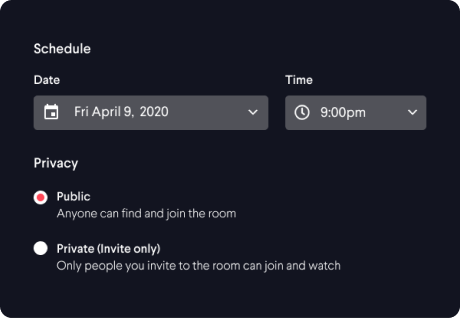 Schedule
Date
Time
Fri April 9, 2020
9:00pm
Privacy
Public
Anyone can find and join the room
Private (Invite only)
Only people you invite to the room can join and watch